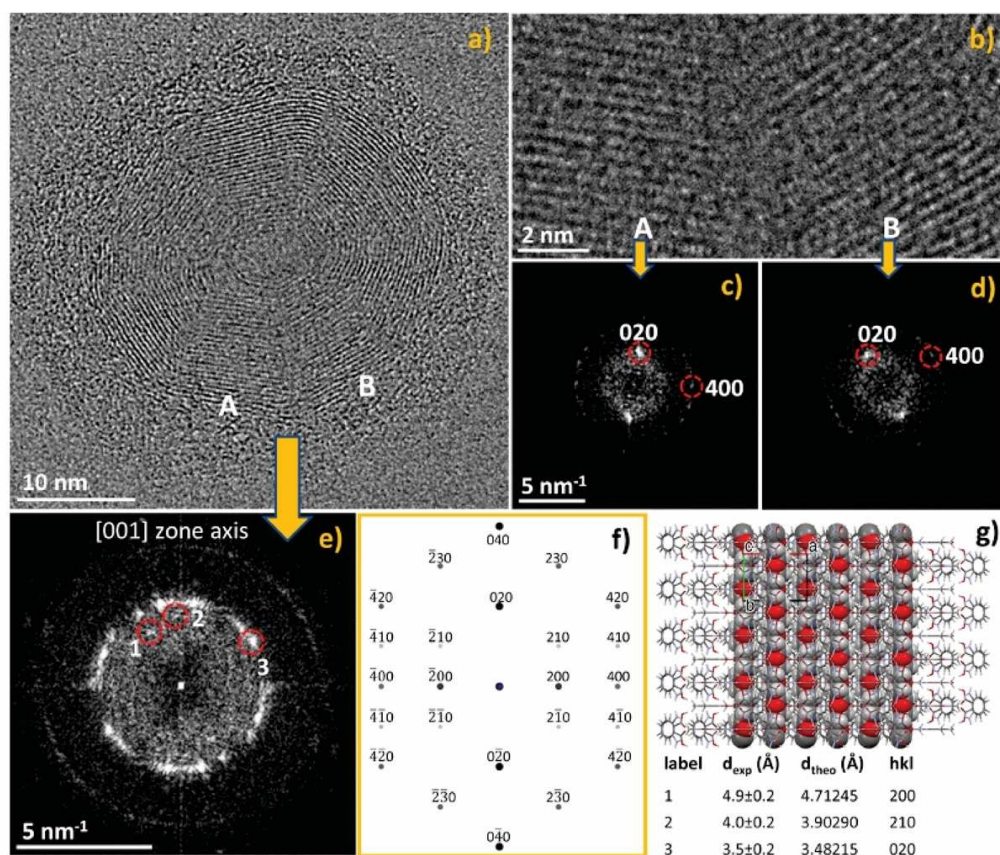 a)
A
B
10 nm
b)
2 nm
A
B
c)
020
400
5 nm⁻¹
d)
020
400
[001] zone axis
e)
1
2
3
5 nm⁻¹
f)
040
2̄30 230
4̄20 020 420
4̄10 2̄10 210 410
4̄00 2̄00 200 400
4̄1̄0 2̄1̄0 21̄0 41̄0
4̄2̄0 02̄0 42̄0
2̄3̄0 23̄0
04̄0
g)
c
a
b
label d_exp (Å) d_theo (Å) hkl
1 4.9±0.2 4.71245 200
2 4.0±0.2 3.90290 210
3 3.5±0.2 3.48215 020